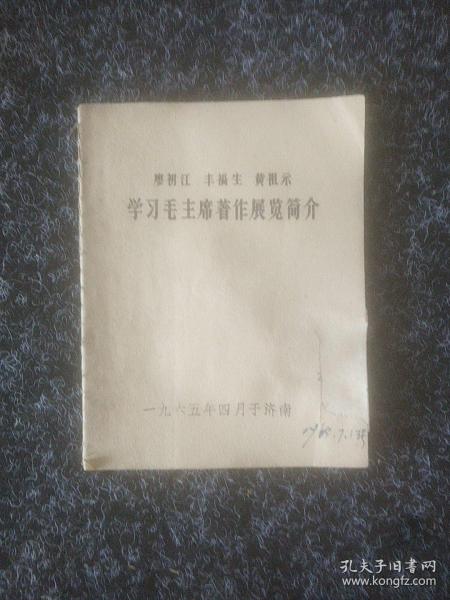 廖初江 丰福生 黄祖示
学习毛主席著作展览简介
一九六五年四月于济南
孔夫子旧书网
www.kongfz.com